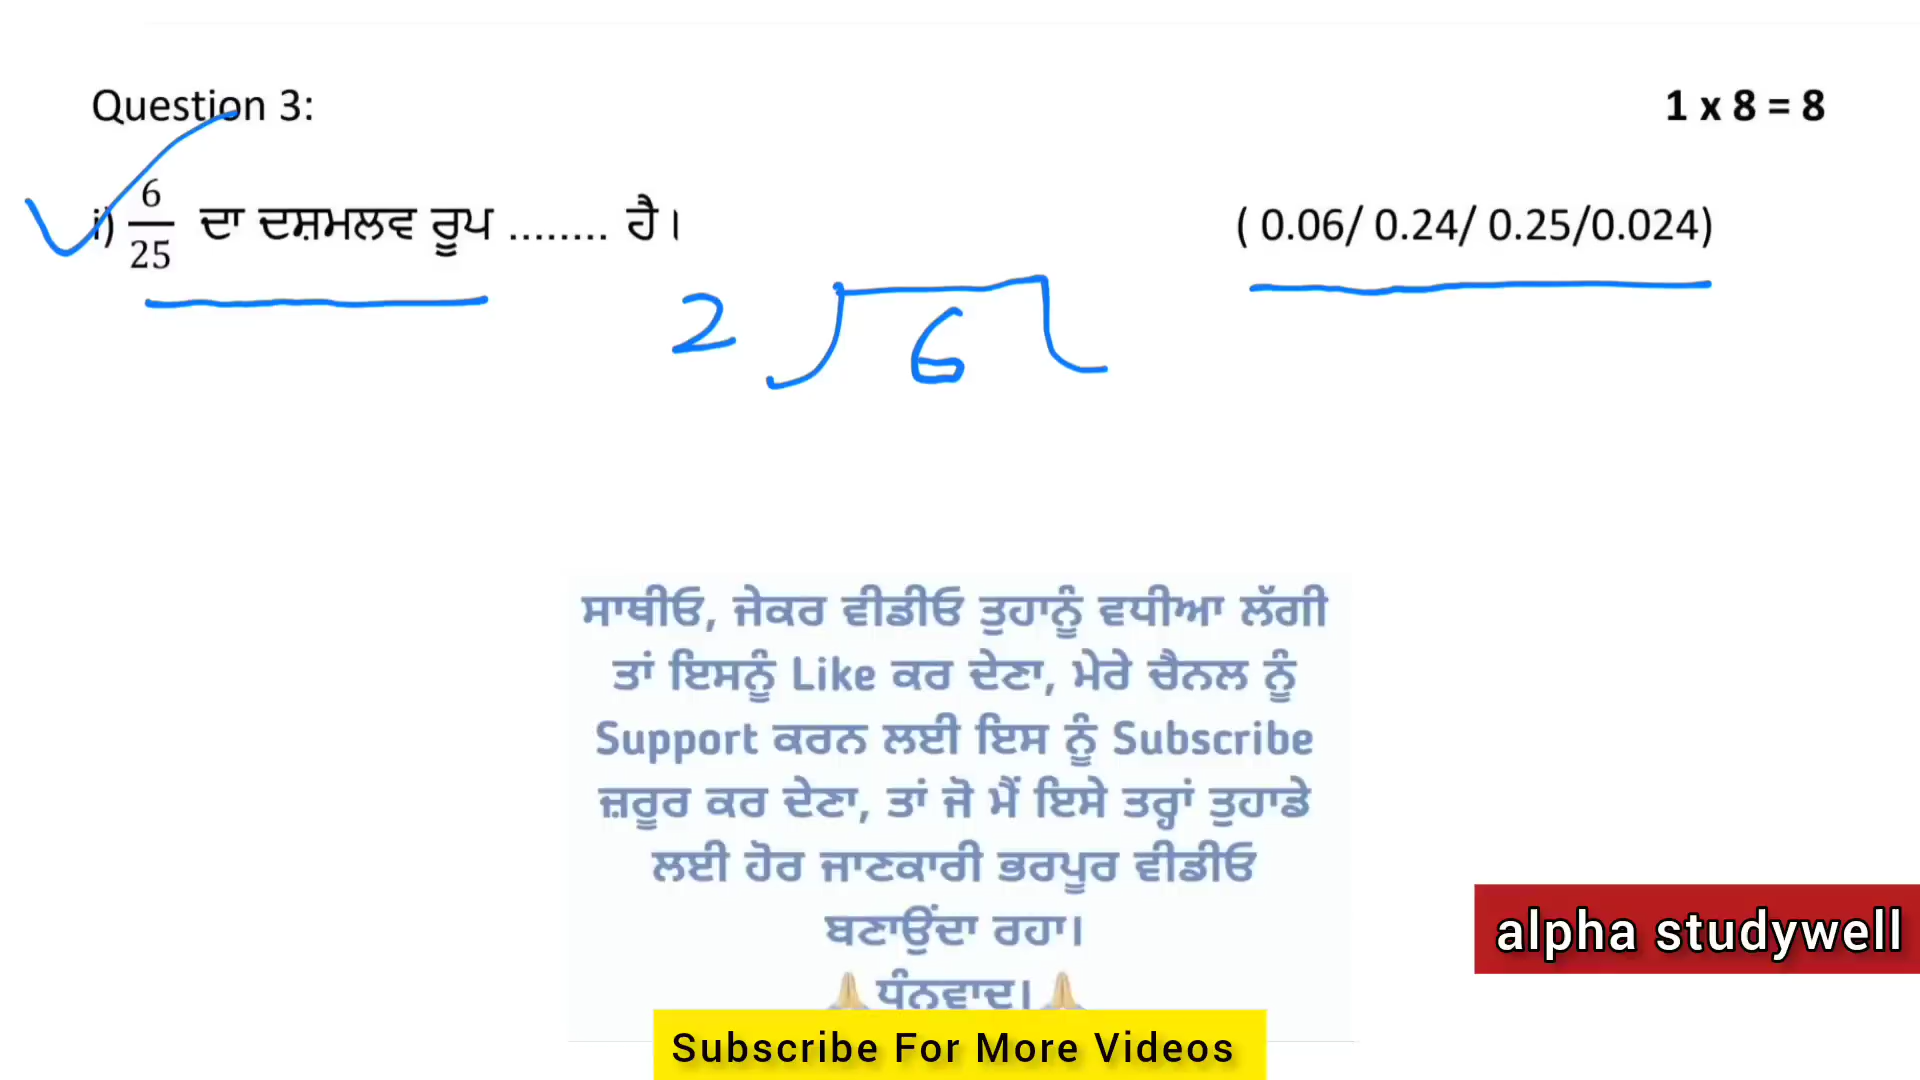 Question 3:
1 x 8 = 8
i) 6/25 ਦਾ ਦਸ਼ਮਲਵ ਰੂਪ ........ ਹੈ।
( 0.06/ 0.24/ 0.25/0.024)
2 6
ਸਾਥੀਓ, ਜੇਕਰ ਵੀਡੀਓ ਤੁਹਾਨੂੰ ਵਧੀਆ ਲੱਗੀ
ਤਾਂ ਇਸਨੂੰ Like ਕਰ ਦੇਣਾ, ਮੇਰੇ ਚੈਨਲ ਨੂੰ
Support ਕਰਨ ਲਈ ਇਸ ਨੂੰ Subscribe
ਜ਼ਰੂਰ ਕਰ ਦੇਣਾ, ਤਾਂ ਜੋ ਮੈਂ ਇਸੇ ਤਰ੍ਹਾਂ ਤੁਹਾਡੇ
ਲਈ ਹੋਰ ਜਾਣਕਾਰੀ ਭਰਪੂਰ ਵੀਡੀਓ
ਬਣਾਉਂਦਾ ਰਹਾ।
🙏ਧੰਨਵਾਦ।🙏
alpha studywell
Subscribe For More Videos